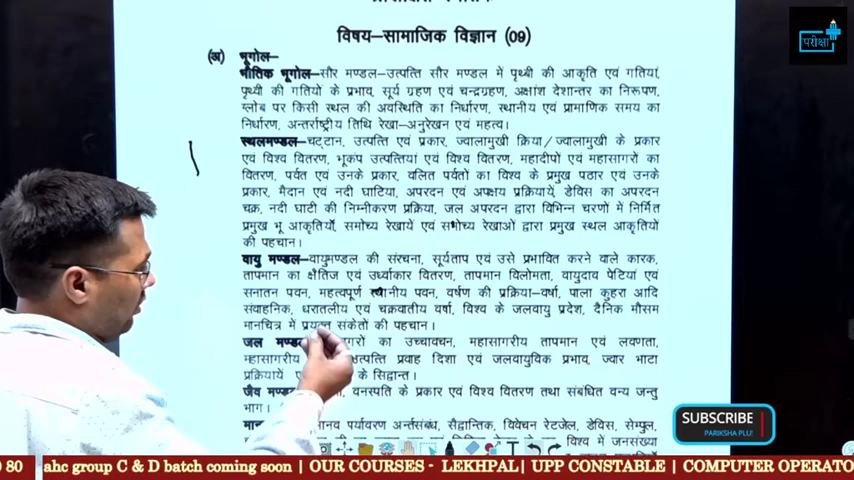 विषय–सामाजिक विज्ञान (09)
परीक्षा
(अ) भूगोल–
भौतिक भूगोल–सौर मण्डल–उत्पत्ति सौर मण्डल में पृथ्वी की आकृति एवं गतियां,
पृथ्वी की गतियों के प्रभाव, सूर्य ग्रहण एवं चन्द्रग्रहण, अक्षांश देशान्तर का निरूपण,
ग्लोब पर किसी स्थल की अवस्थिति का निर्धारण, स्थानीय एवं प्रामाणिक समय का
निर्धारण, अन्तर्राष्ट्रीय तिथि रेखा–अनुरेखन एवं महत्व।
स्थलमण्डल–चट्टान, उत्पत्ति एवं प्रकार, ज्वालामुखी क्रिया/ज्वालामुखी के प्रकार
एवं विश्व वितरण, भूकंप उत्पत्तियां एवं विश्व वितरण, महाद्वीपों एवं महासागरों का
वितरण, पर्यत एवं उनके प्रकार, वलित पर्यतों का विश्व के प्रमुख पठार एवं उनके
प्रकार, मैदान एवं नदी घाटिया, अपरदन एवं अपक्षय प्रक्रियायें, डेविस का अपरदन
चक्र, नदी घाटी की निम्नीकरण प्रक्रिया, जल अपरदन द्वारा विभिन्न चरणों में निर्मित
प्रमुख भू आकृतियाँ, समोच्य रेखायें एवं समोच्य रेखाओं द्वारा प्रमुख स्थल आकृतियों
की पहचान।
वायु मण्डल–वायुमण्डल की संरचना, सूर्यताप एवं उसे प्रभावित करने वाले कारक,
तापमान का क्षैतिज एवं उर्ध्वाकार वितरण, तापमान विलोमता, वायुदाव पेटियां एवं
सनातन पवन, महत्वपूर्ण स्थानीय पवन, वर्षण की प्रक्रिया–वर्षा, पाला कुहरा आदि
संवाहनिक, धरातलीय एवं चक्रवातीय वर्षा, विश्व के जलवायु प्रदेश, दैनिक मौसम
मानचित्र में प्रयुक्त संकेतों की पहचान।
जल मण्डल का उच्चावचन, महासागरीय तापमान एवं लवणता,
महासागरीय उत्पत्ति प्रवाह दिशा एवं जलवायुविक प्रभाव, ज्वार भाटा
प्रक्रियायें के सिद्वान्त।
जैव वनस्पति के प्रकार एवं विश्व वितरण तथा संबंधित वन्य जन्तु
भाग।
पर्यावरण अर्न्तसंबंध, सैद्वान्तिक, विवेचन रेटजेल, डेविस, सेम्पुल,
विश्व में जनसंख्या
SUBSCRIBE
PARIKSHA PLUS
O 80 ahc group C & D batch coming soon | OUR COURSES - LEKHPAL| UPP CONSTABLE | COMPUTER OPERATO